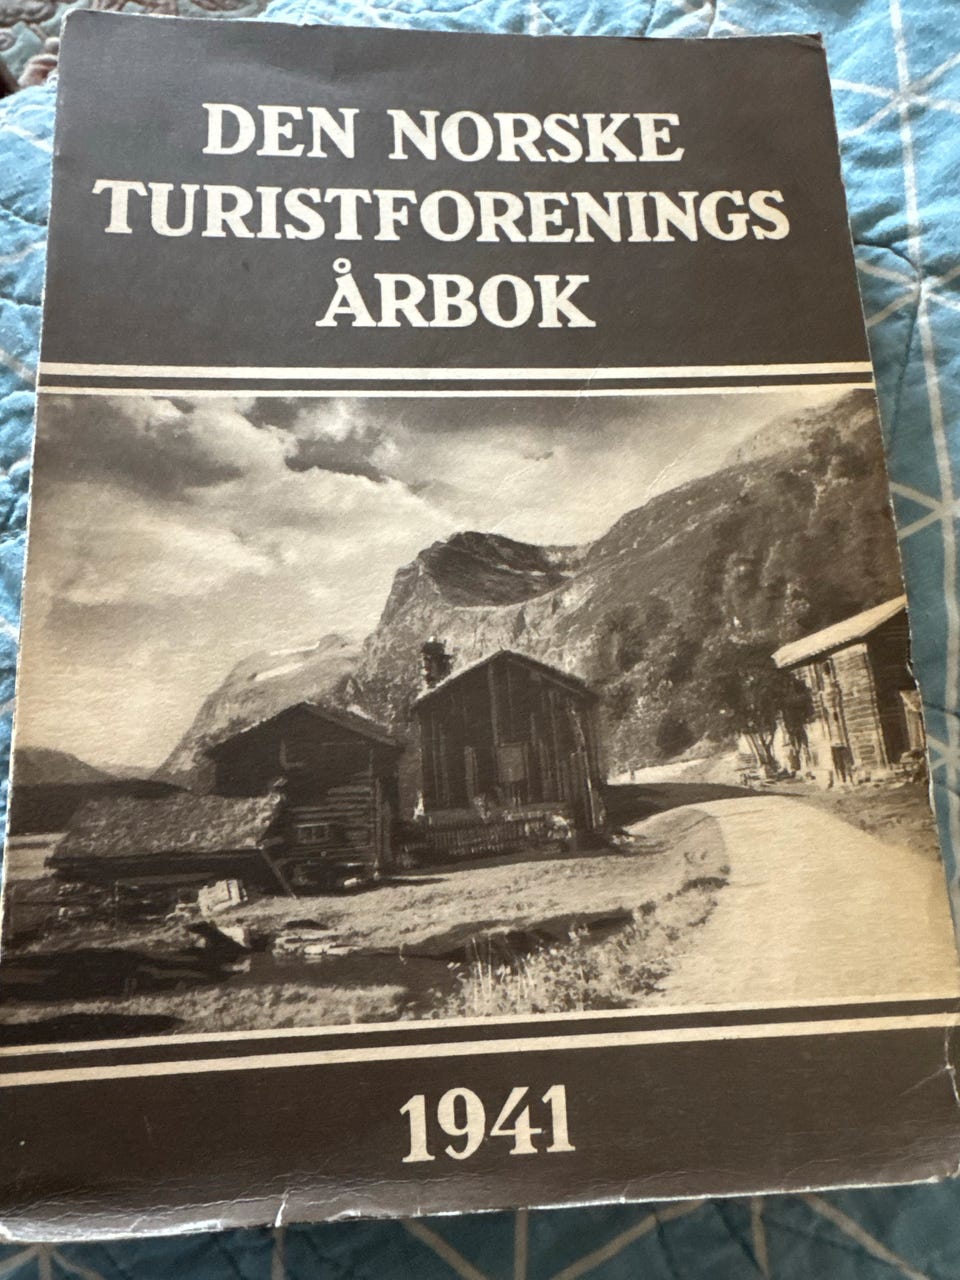 DEN NORSKE
TURISTFORENINGS
ÅRBOK
1941